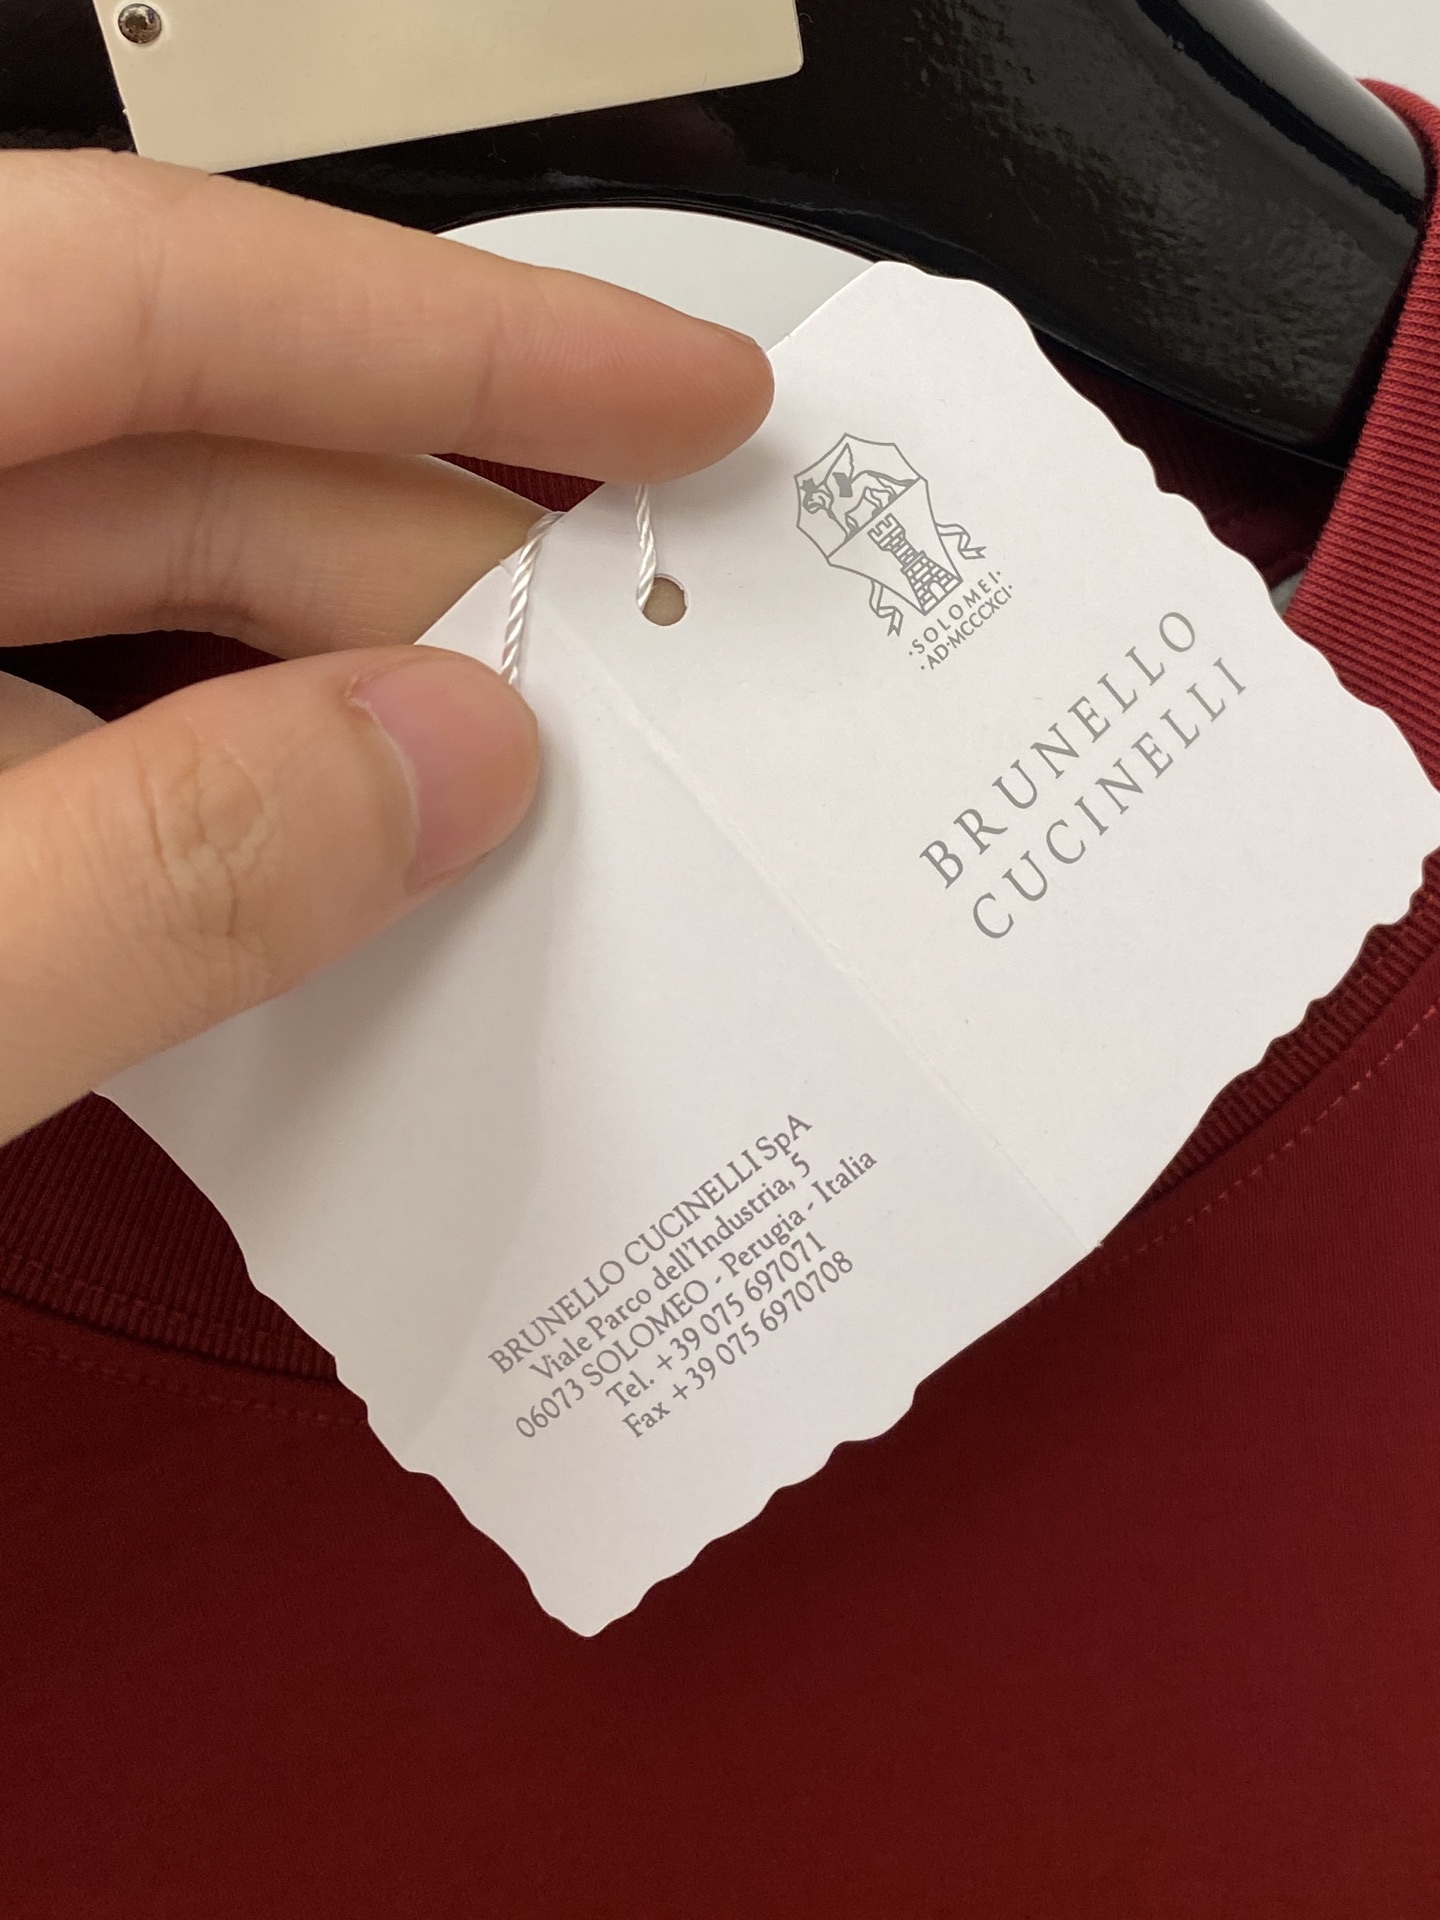 ·SOLOMEI·
·AD·MCCCXCI·
BRUNELLO
CUCINELLI
BRUNELLO CUCINELLI SpA
Viale Parco dell'Industria, 5
06073 SOLOMEO - Perugia - Italia
Tel. +39 075 697071
Fax +39 075 6970708